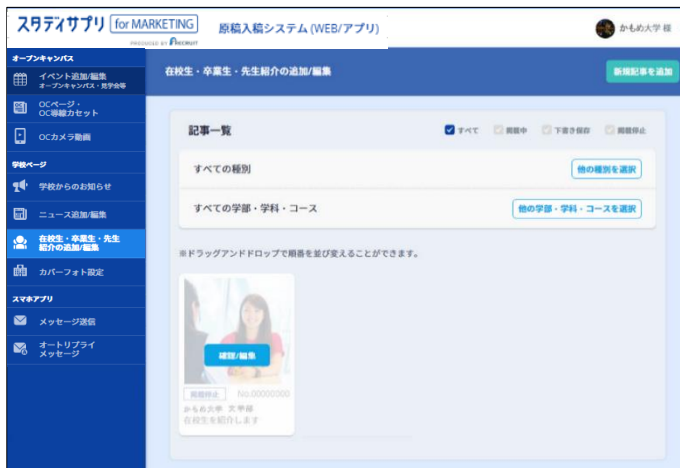 スタディサプリ for MARKETING
PRODUCED BY RECRUIT
原稿入稿システム (WEB/アプリ)
かもめ大学 様
オープンキャンパス
イベント追加/編集
オープンキャンパス・見学会等
OCページ・
OC導線カセット
OCカメラ動画
学校ページ
学校からのお知らせ
ニュース追加/編集
在校生・卒業生・先生
紹介の追加/編集
カバーフォト設定
スマホアプリ
メッセージ送信
オートリプライ
メッセージ
在校生・卒業生・先生紹介の追加/編集
新規記事を追加
記事一覧
すべて 掲載中 下書き保存 掲載停止
すべての種別
他の種別を選択
すべての学部・学科・コース
他の学部・学科・コースを選択
※ドラッグアンドドロップで順番を並び変えることができます。
確認/編集
掲載停止 No.00000000
かもめ大学 文学部
在校生を紹介します